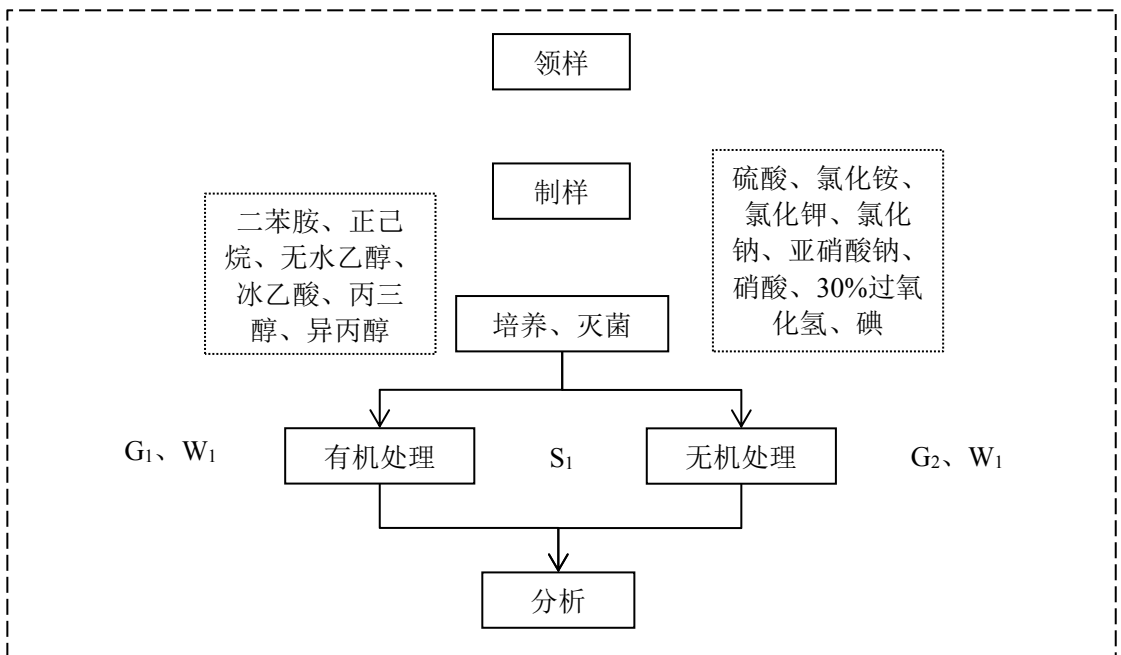 领样
制样
二苯胺、正己
烷、无水乙醇、
冰乙酸、丙三
醇、异丙醇
硫酸、氯化铵、
氯化钾、氯化
钠、亚硝酸钠、
硝酸、30%过氧
化氢、碘
培养、灭菌
G₁、W₁
有机处理
S₁
无机处理
G₂、W₁
分析